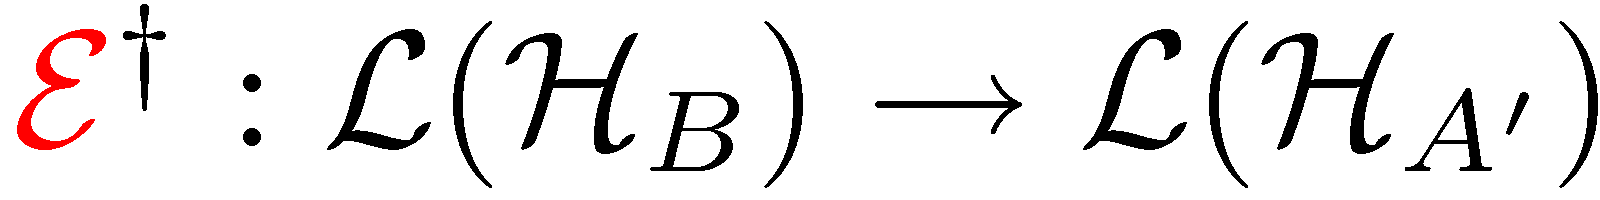 ℰ† : ℒ(ℋ_B) → ℒ(ℋ_A′)